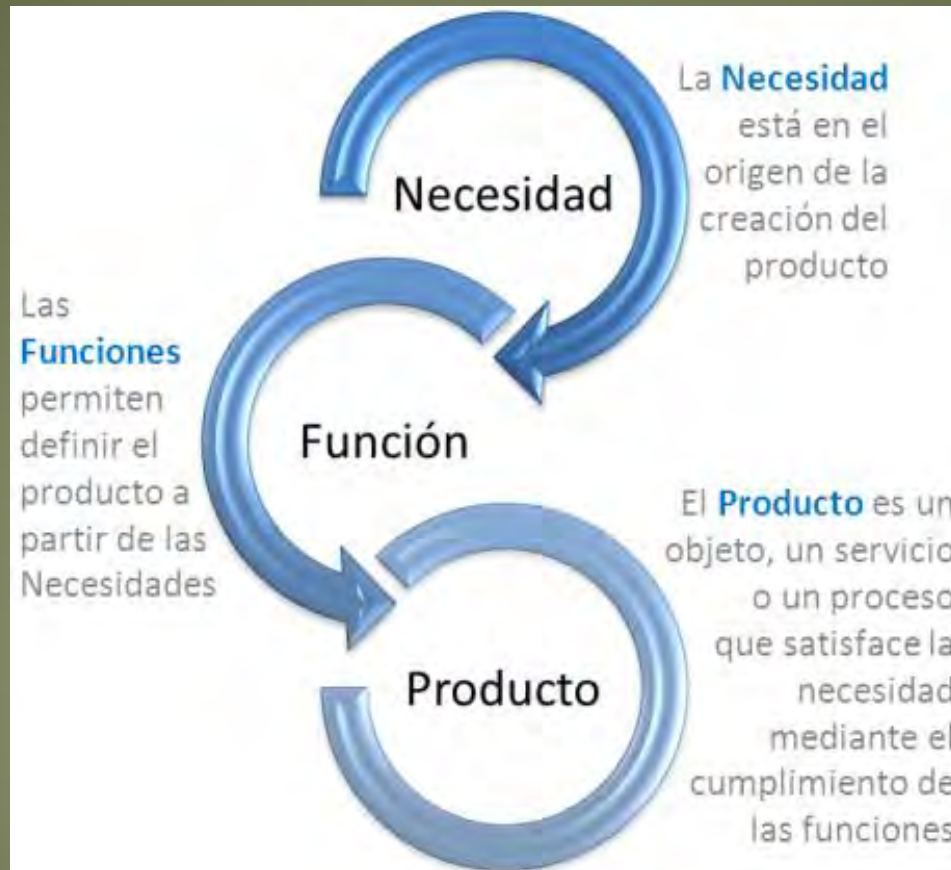 La Necesidad
está en el
origen de la
creación del
producto
Necesidad
Las
Funciones
permiten
definir el
producto a
partir de las
Necesidades
Función
El Producto es un
objeto, un servicio
o un proceso
que satisface la
necesidad
mediante el
cumplimiento de
las funciones
Producto